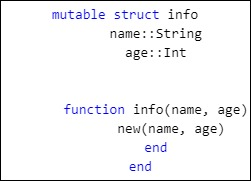 mutable struct info
name::String
age::Int
function info(name, age)
new(name, age)
end
end